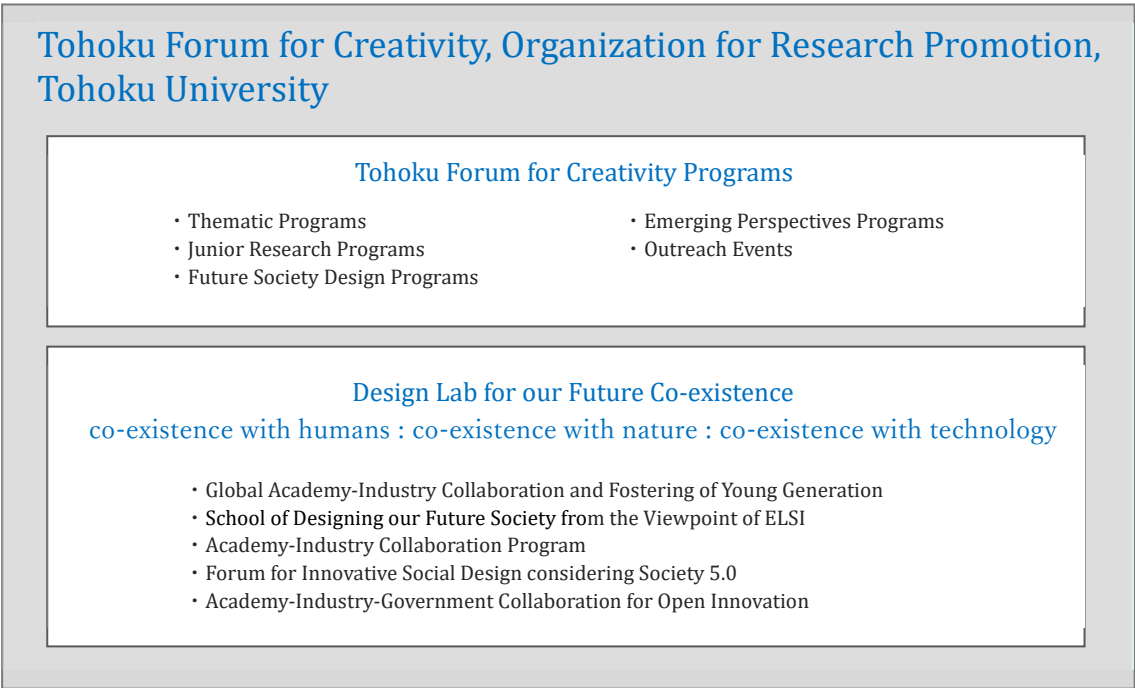 Tohoku Forum for Creativity, Organization for Research Promotion,
Tohoku University
Tohoku Forum for Creativity Programs
・Thematic Programs
・Junior Research Programs
・Future Society Design Programs
・Emerging Perspectives Programs
・Outreach Events
Design Lab for our Future Co-existence
co-existence with humans : co-existence with nature : co-existence with technology
・Global Academy-Industry Collaboration and Fostering of Young Generation
・School of Designing our Future Society from the Viewpoint of ELSI
・Academy-Industry Collaboration Program
・Forum for Innovative Social Design considering Society 5.0
・Academy-Industry-Government Collaboration for Open Innovation